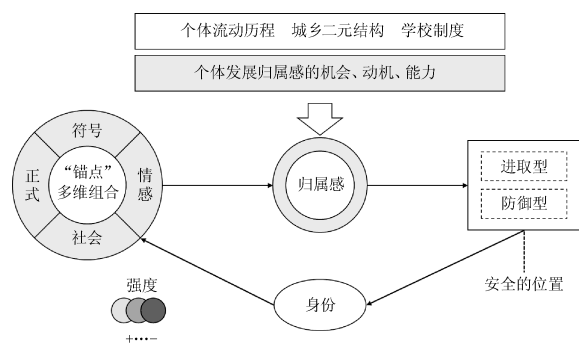 个体流动历程 城乡二元结构 学校制度
个体发展归属感的机会、动机、能力
符号
正式
“锚点”
多维组合
情感
社会
归属感
进取型
防御型
安全的位置
身份
强度
+…−